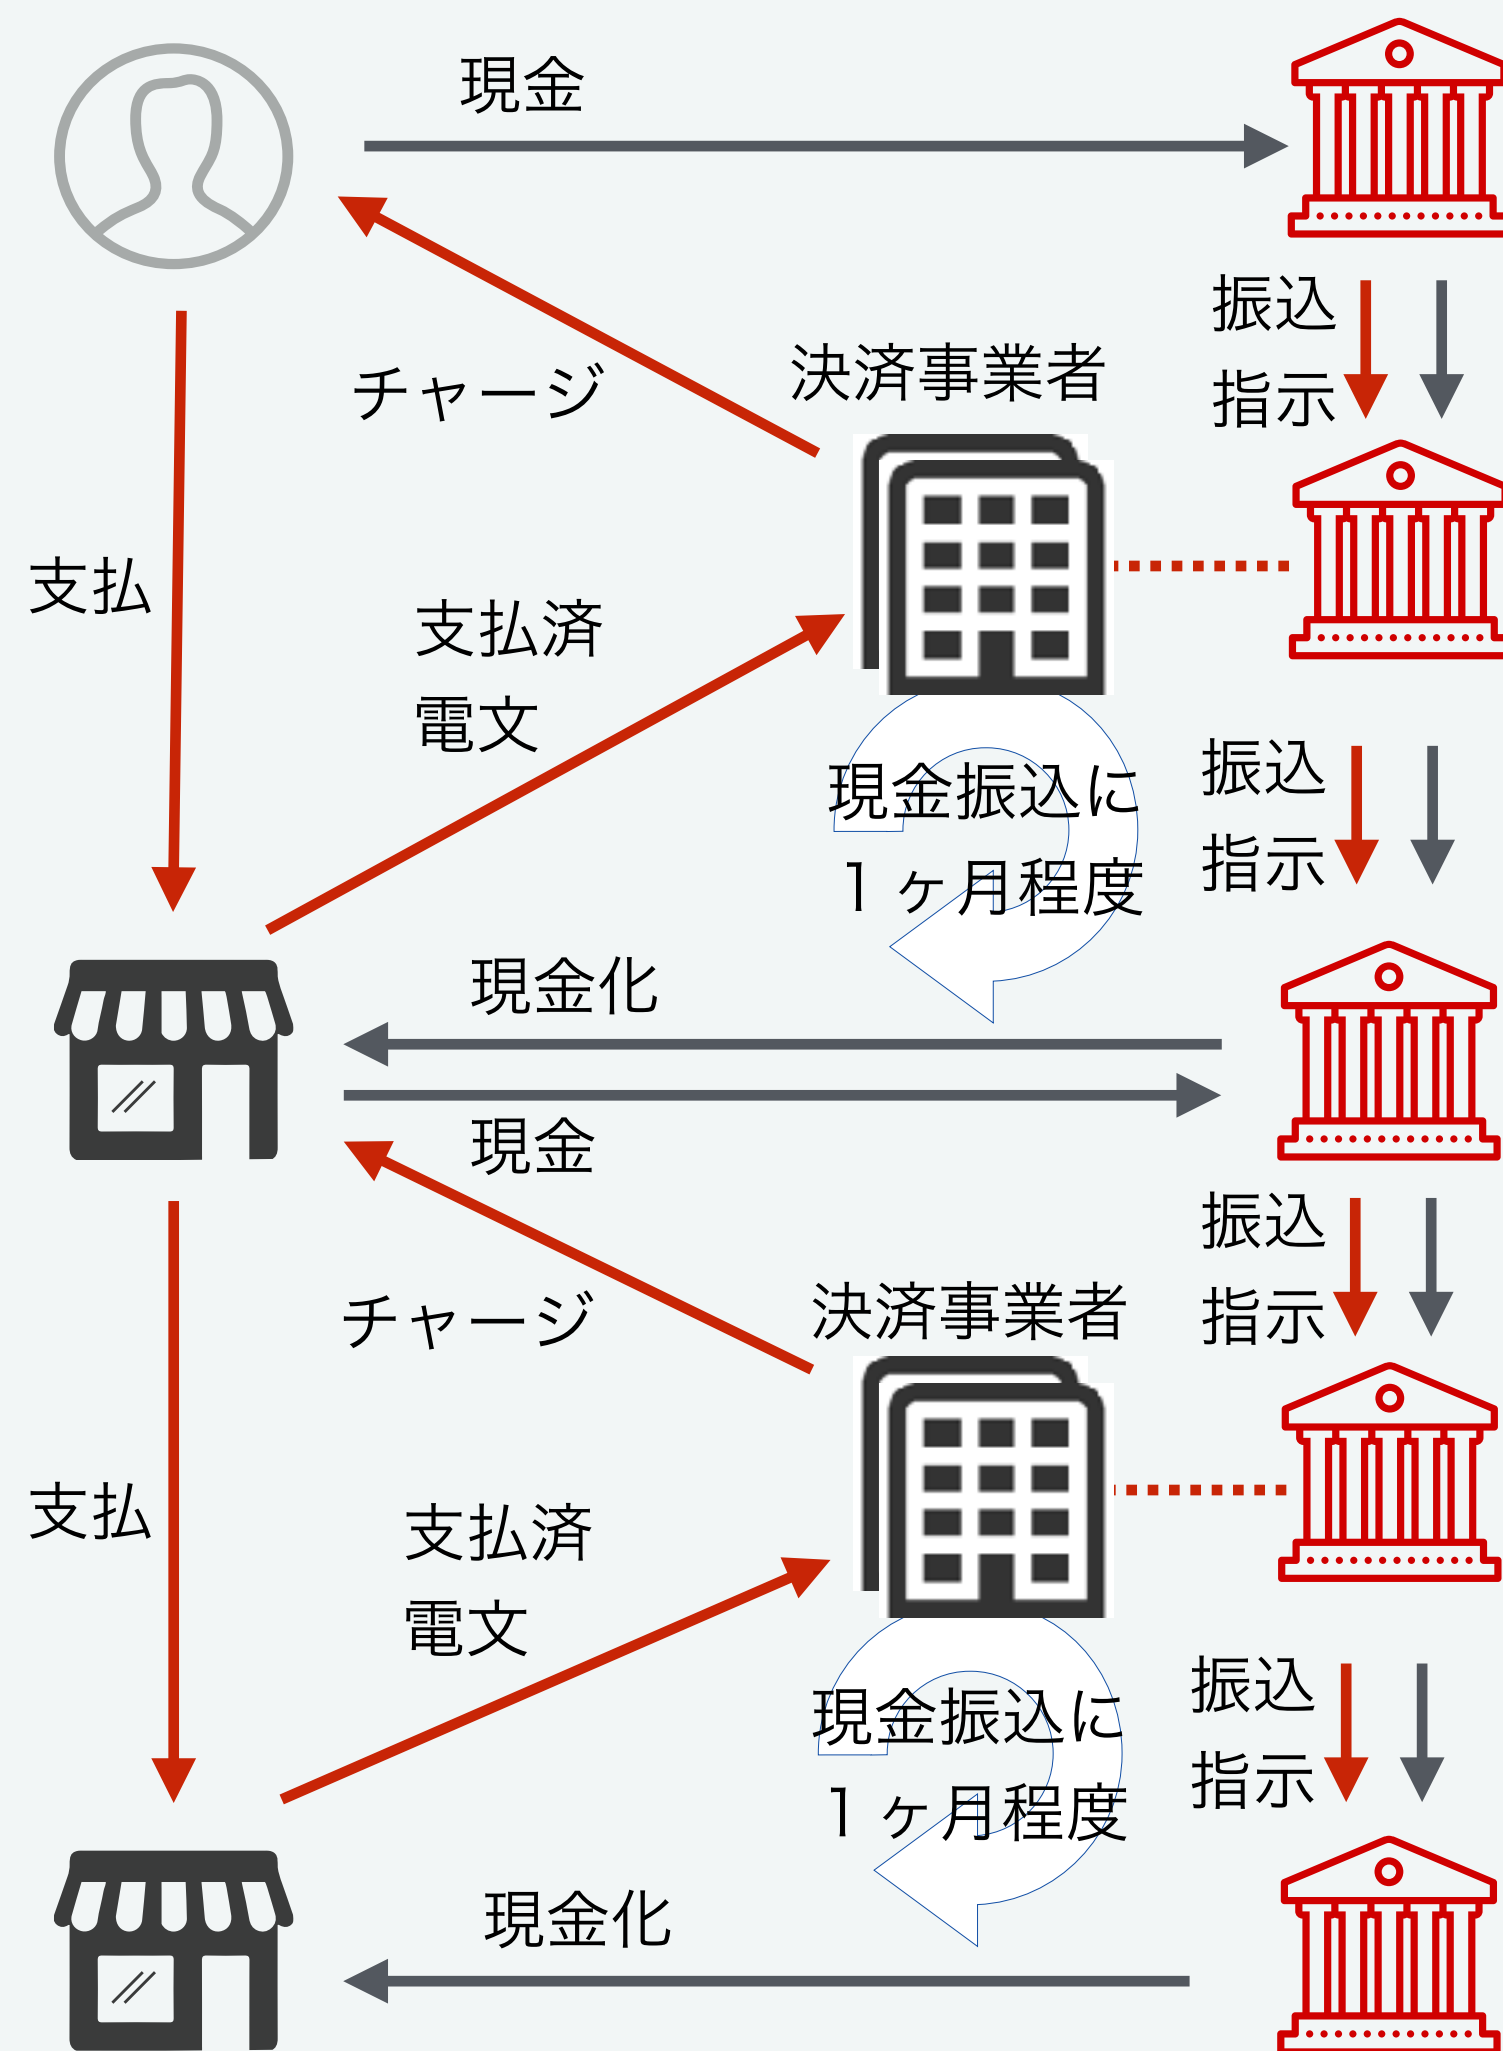 現金
振込
指示
決済事業者
チャージ
支払
支払済
電文
振込
指示
現金振込に
1ヶ月程度
現金化
現金
振込
指示
決済事業者
チャージ
支払
支払済
電文
振込
指示
現金振込に
1ヶ月程度
現金化